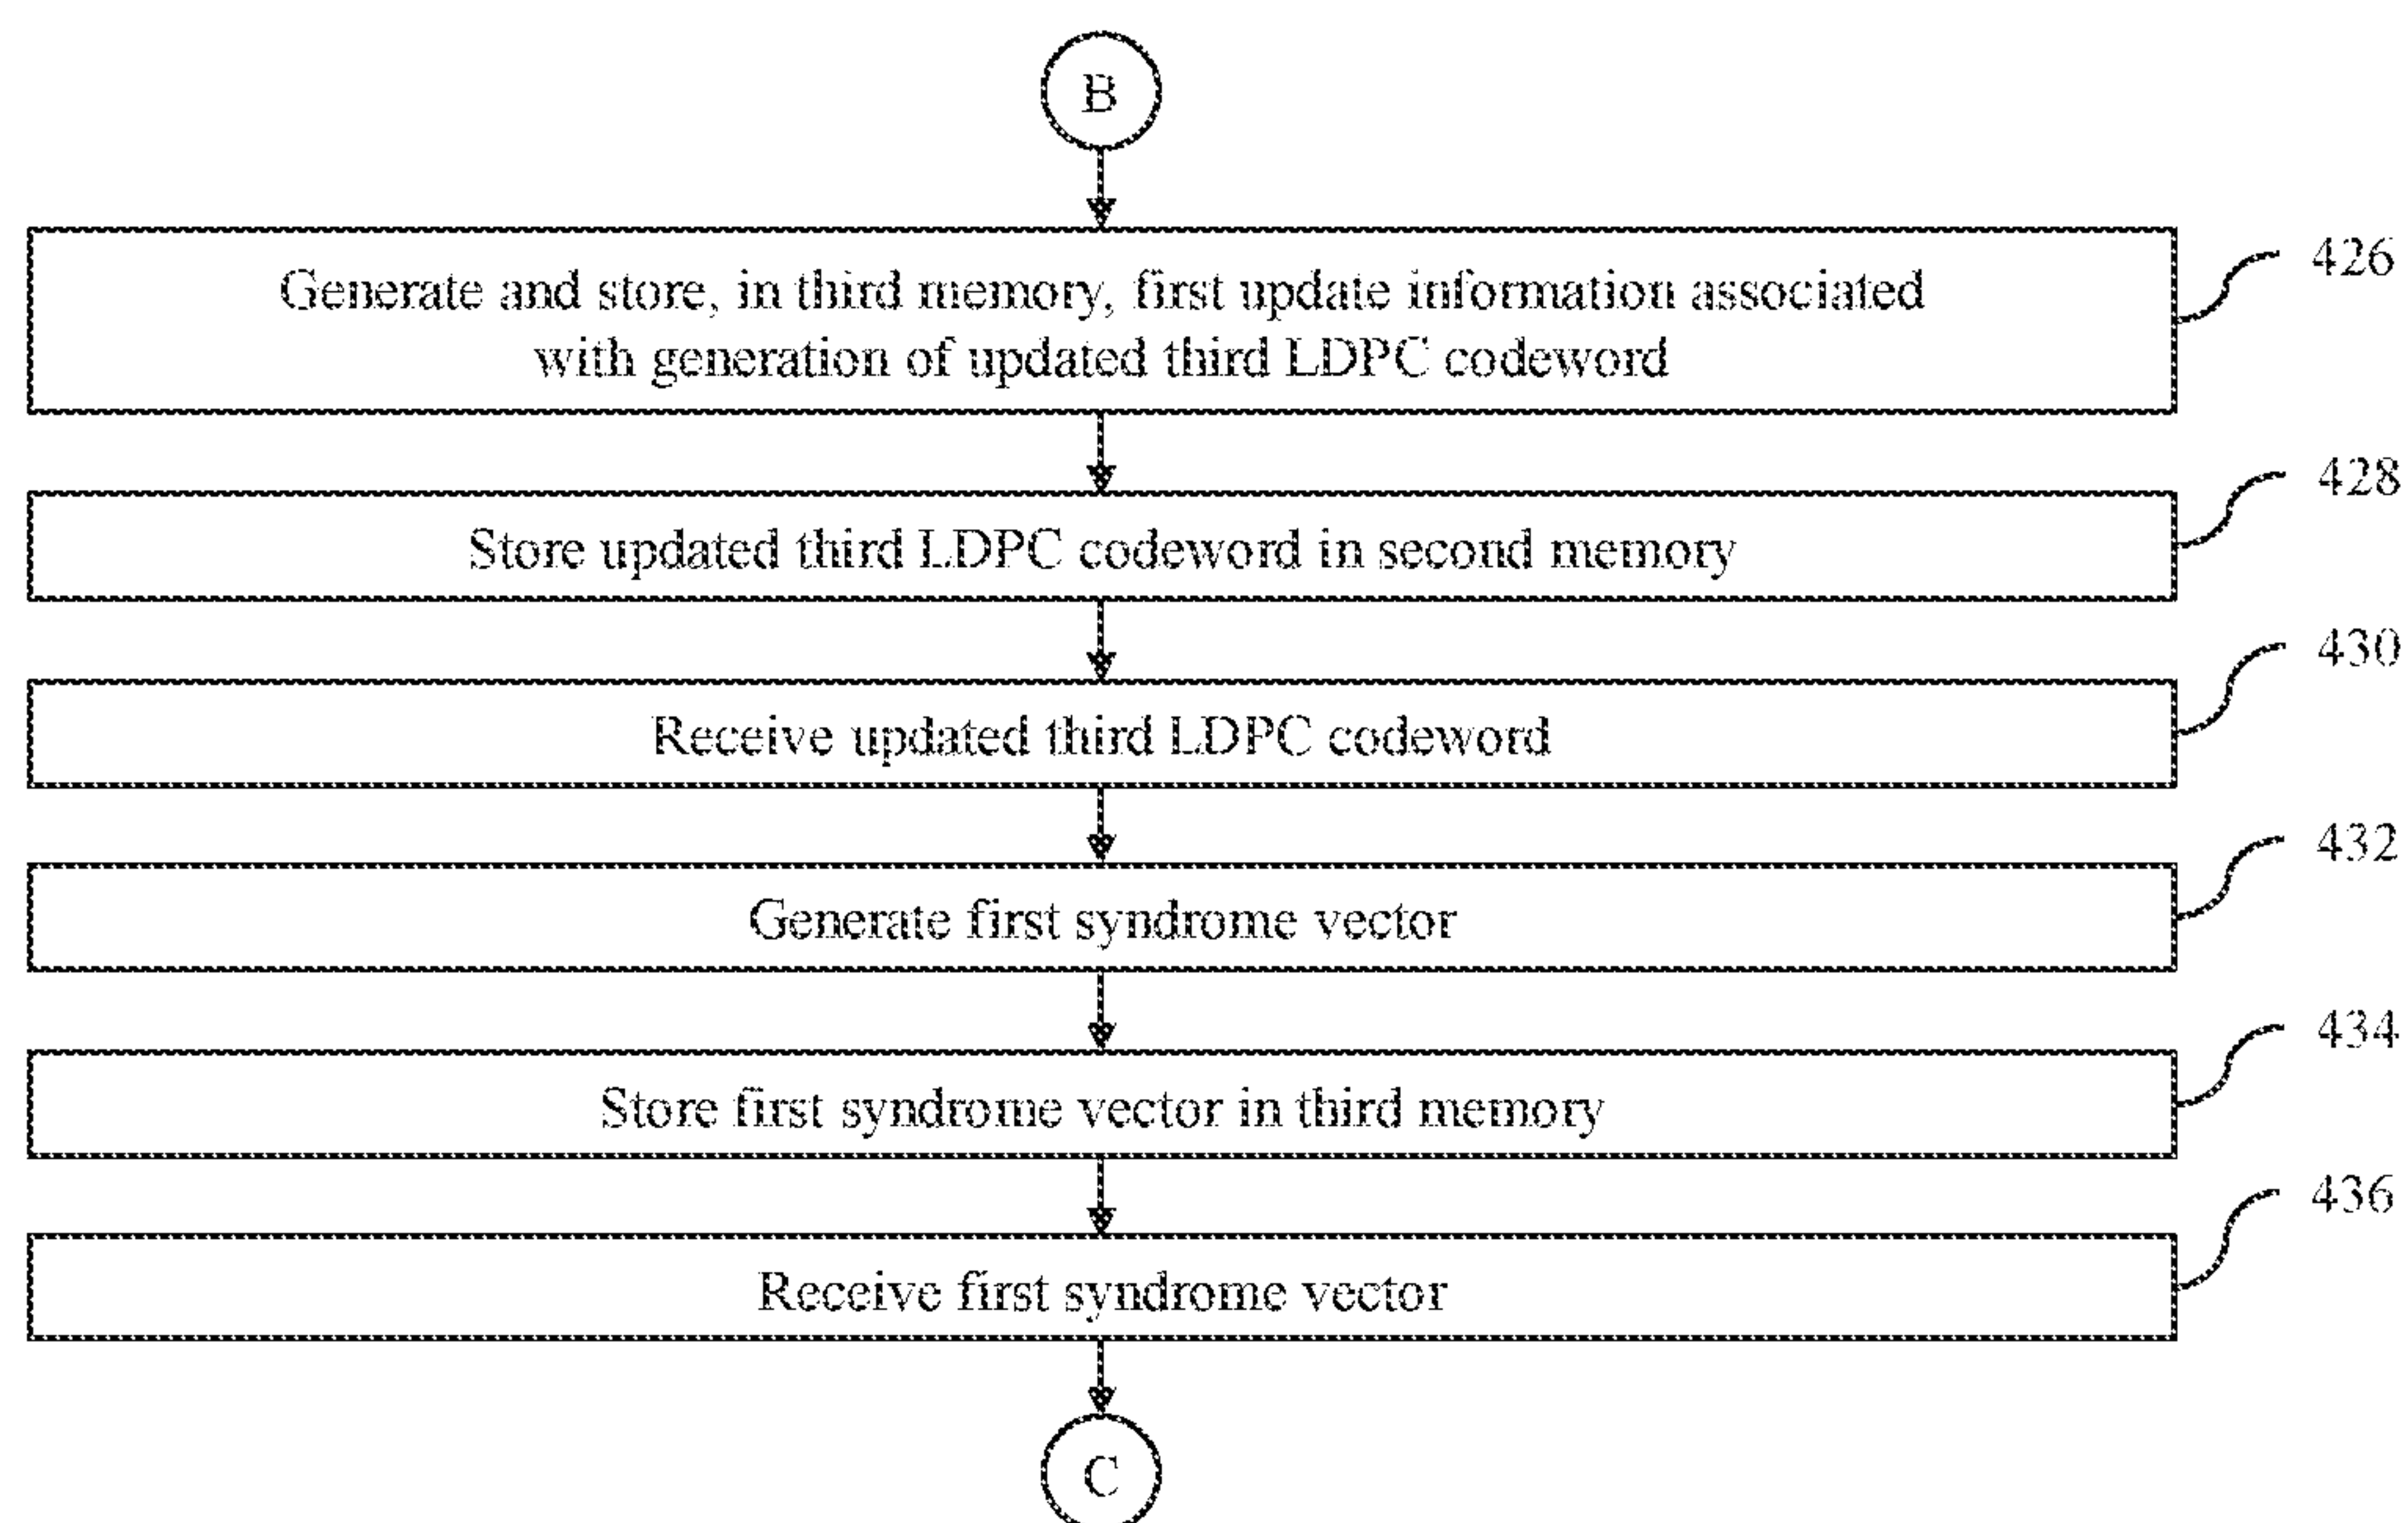 B
Generate and store, in third memory, first update information associated
with generation of updated third LDPC codeword
426
Store updated third LDPC codeword in second memory
428
Receive updated third LDPC codeword
430
Generate first syndrome vector
432
Store first syndrome vector in third memory
434
Receive first syndrome vector
436
C